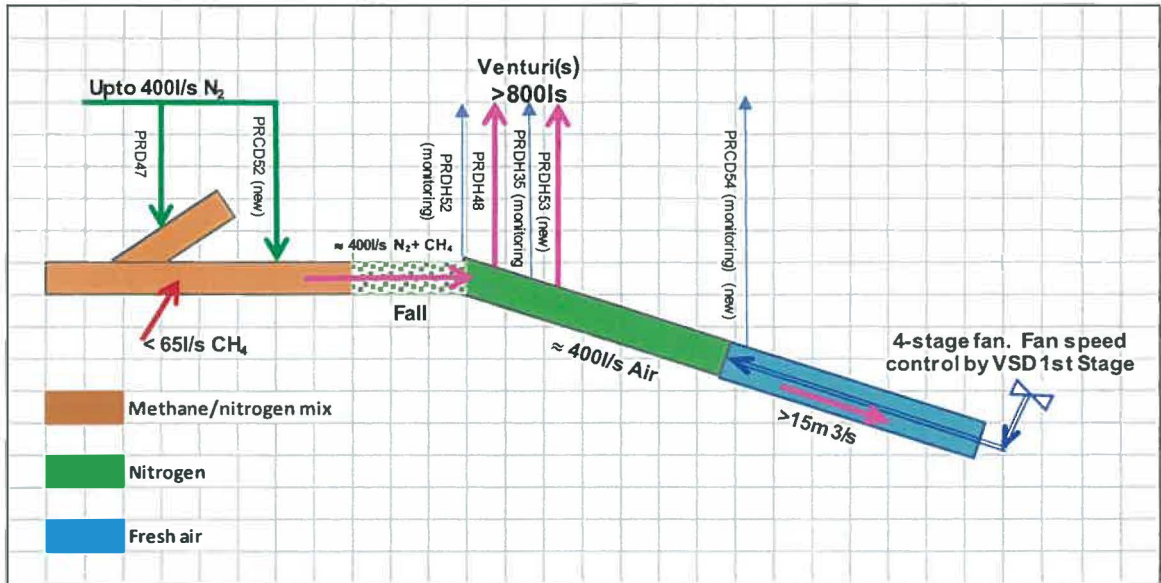 Venturi(s)
>800ls
Upto 400l/s N₂
PRD47
PRCD52 (new)
PRDH52
(monitoring)
PRDH48
PRDH35 (monitoring
PRDH53 (new)
PRCD54 (monitoring) (new)
≈ 400l/s N₂+ CH₄
Fall
< 65l/s CH₄
≈ 400l/s Air
4-stage fan. Fan speed
control by VSD 1st Stage
>15m3/s
Methane/nitrogen mix
Nitrogen
Fresh air